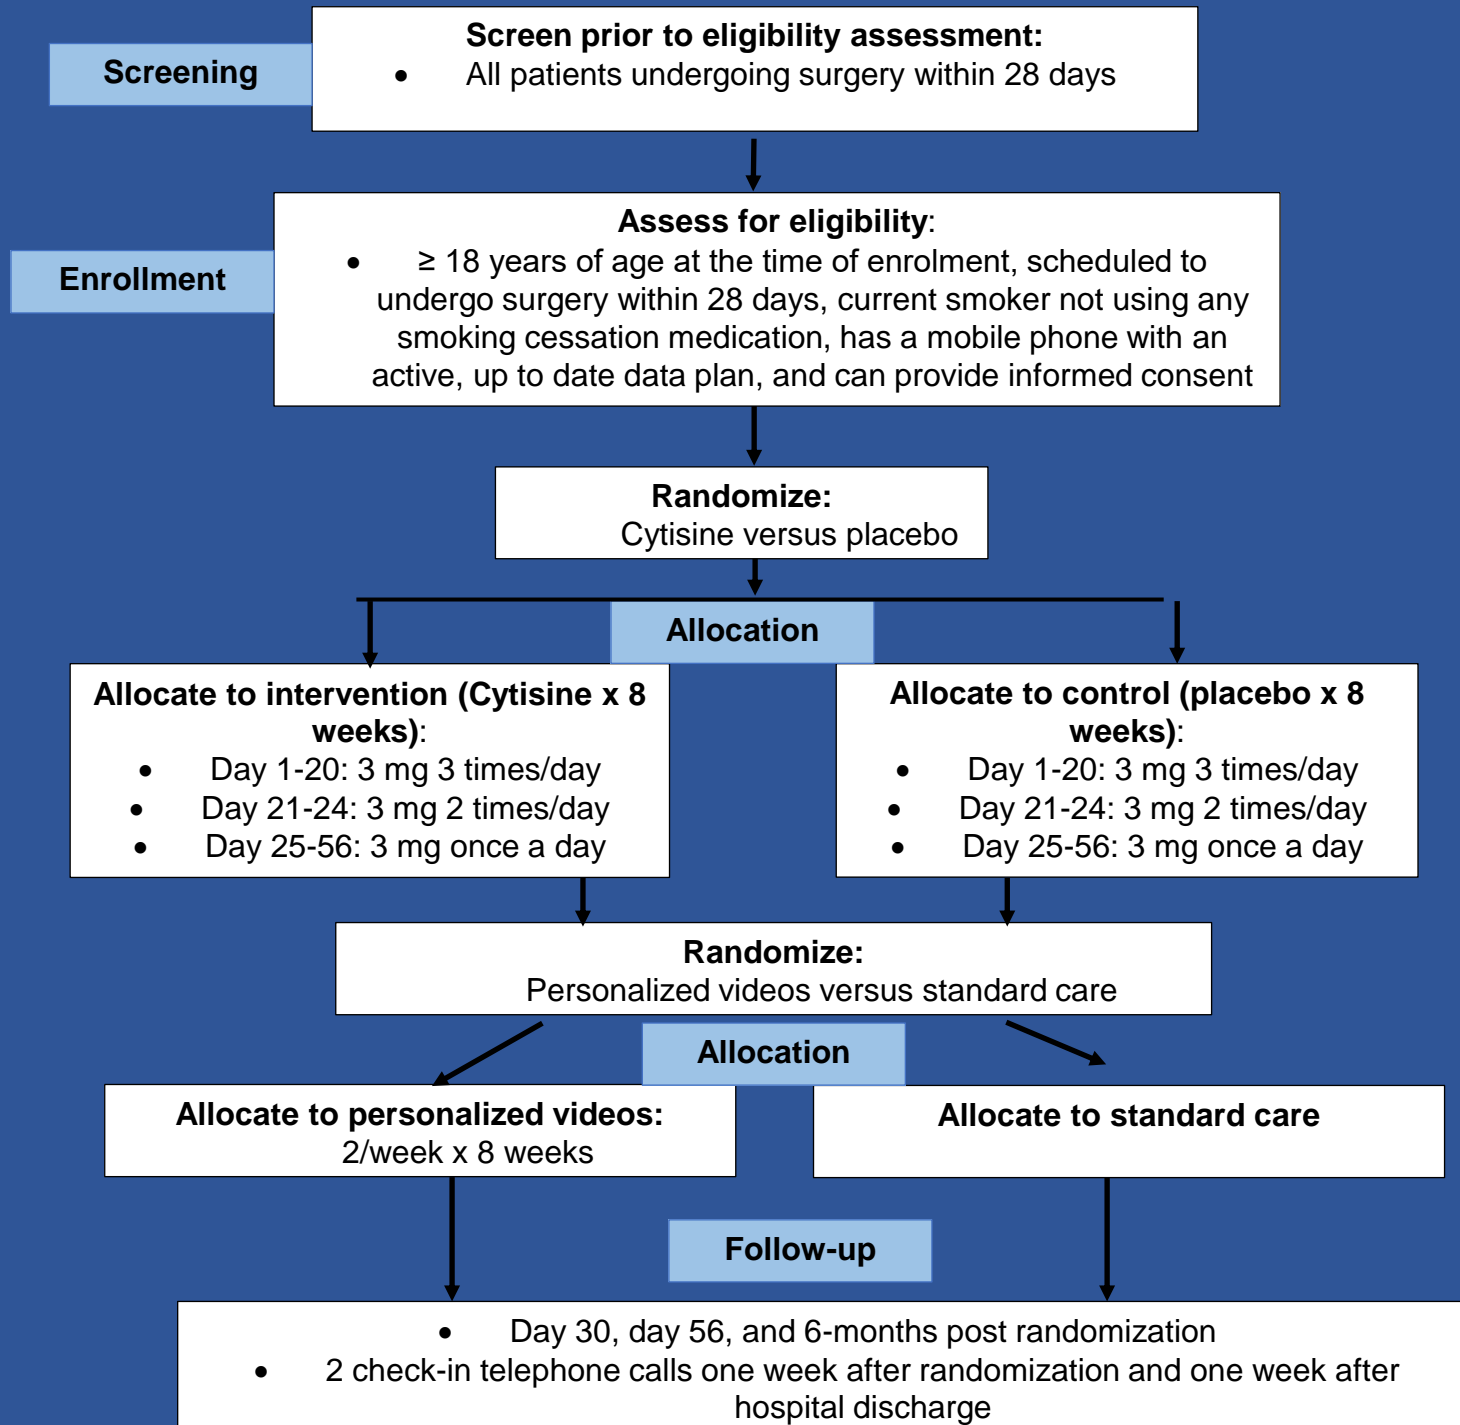 Screening
Screen prior to eligibility assessment:
• All patients undergoing surgery within 28 days
Enrollment
Assess for eligibility:
• ≥ 18 years of age at the time of enrolment, scheduled to
undergo surgery within 28 days, current smoker not using any
smoking cessation medication, has a mobile phone with an
active, up to date data plan, and can provide informed consent
Randomize:
Cytisine versus placebo
Allocation
Allocate to intervention (Cytisine x 8
weeks):
• Day 1-20: 3 mg 3 times/day
• Day 21-24: 3 mg 2 times/day
• Day 25-56: 3 mg once a day
Allocate to control (placebo x 8
weeks):
• Day 1-20: 3 mg 3 times/day
• Day 21-24: 3 mg 2 times/day
• Day 25-56: 3 mg once a day
Randomize:
Personalized videos versus standard care
Allocation
Allocate to personalized videos:
2/week x 8 weeks
Allocate to standard care
Follow-up
• Day 30, day 56, and 6-months post randomization
• 2 check-in telephone calls one week after randomization and one week after
hospital discharge